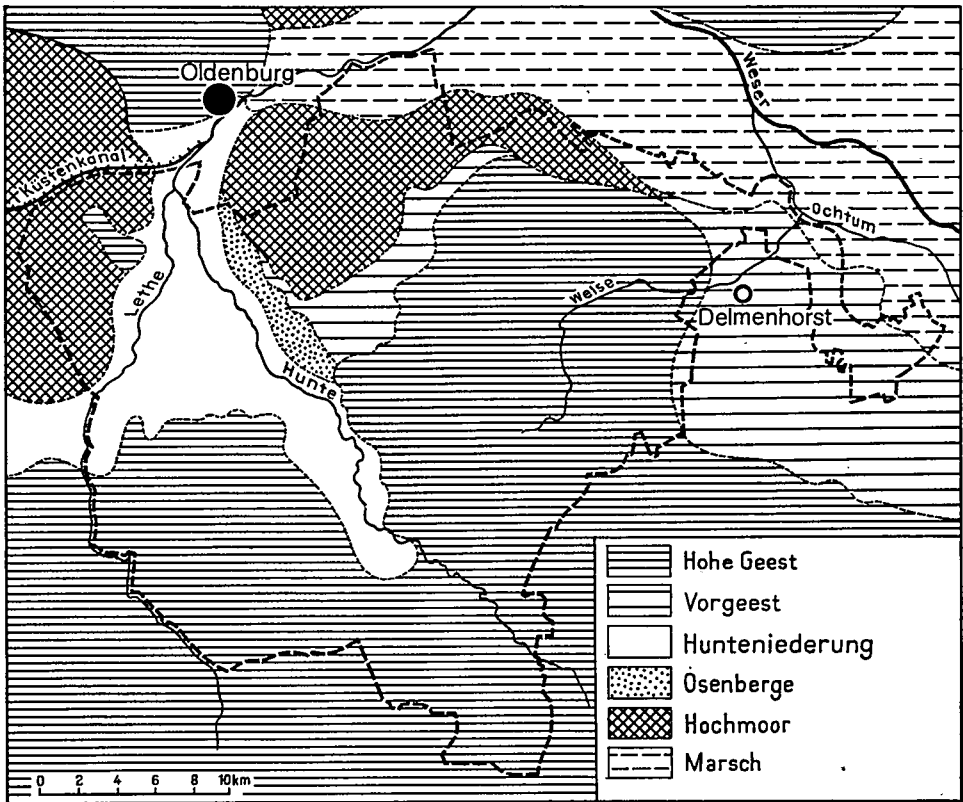 Oldenburg
Weser
Küstenkanal
Ochtum
Lethe
Welse
Delmenhorst
Hunte
Hohe Geest
Vorgeest
Hunteniederung
Osenberge
Hochmoor
Marsch
0 2 4 6 8 10km